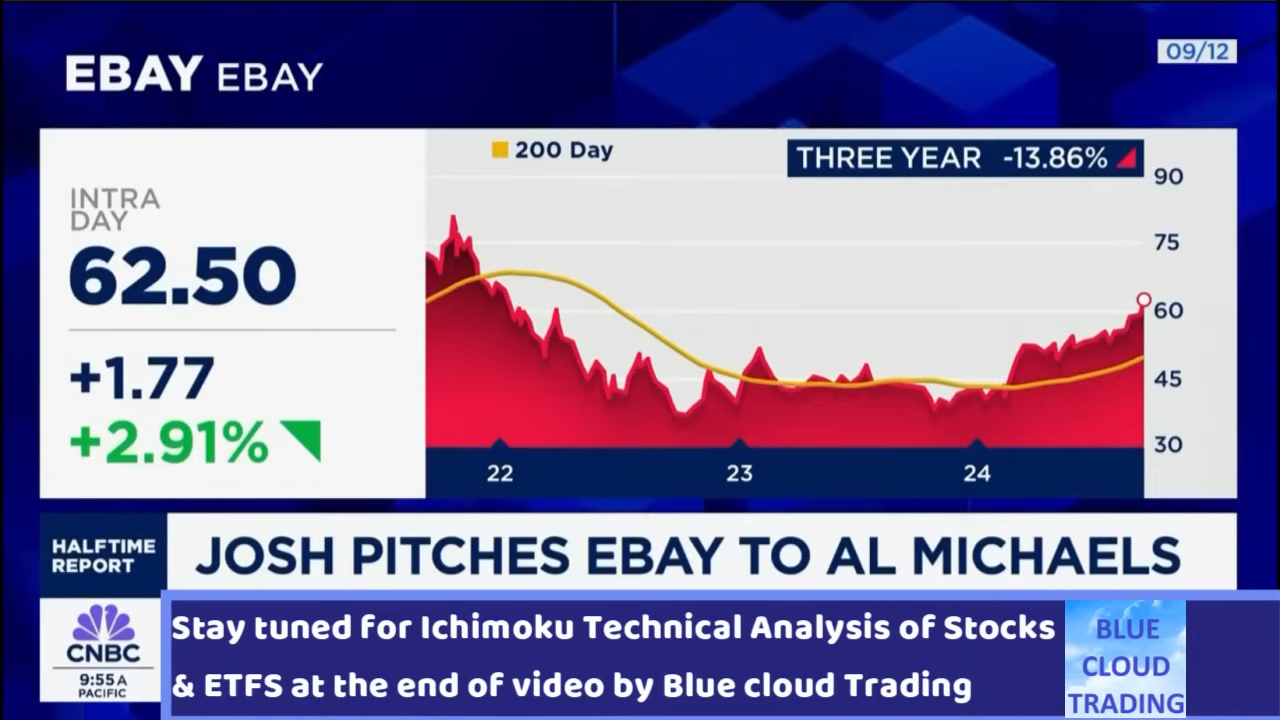 EBAY EBAY
09/12
INTRA
DAY
62.50
+1.77
+2.91%
200 Day
THREE YEAR -13.86%
90
75
60
45
30
22 23 24
HALFTIME
REPORT
JOSH PITCHES EBAY TO AL MICHAELS
CNBC
9:55A
PACIFIC
Stay tuned for Ichimoku Technical Analysis of Stocks
& ETFS at the end of video by Blue cloud Trading
BLUE
CLOUD
TRADING